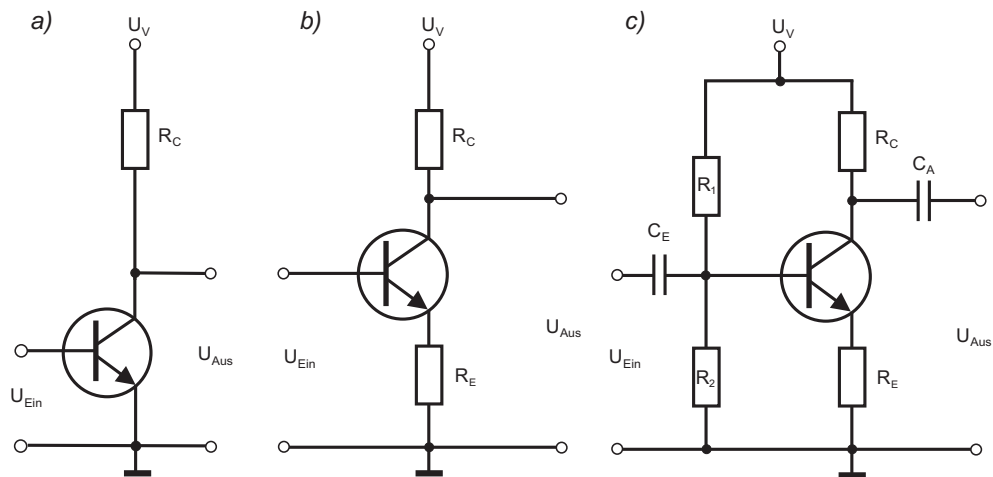 a)
U_V
R_C
U_Aus
U_Ein
b)
U_V
R_C
U_Aus
U_Ein
R_E
c)
U_V
R_C
C_A
R_1
C_E
U_Aus
U_Ein
R_2
R_E